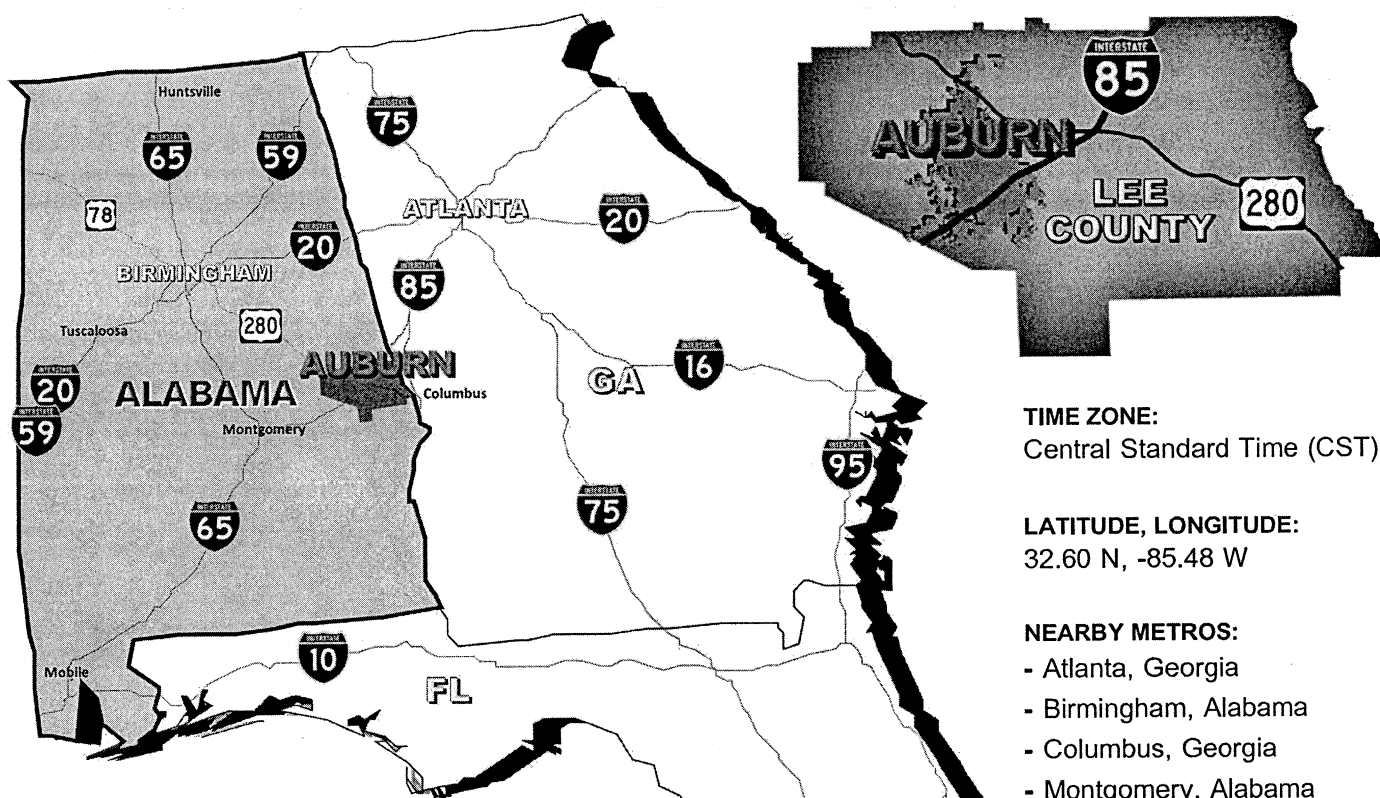 Huntsville
INTERSTATE
65
INTERSTATE
59
INTERSTATE
75
78
BIRMINGHAM
INTERSTATE
20
ATLANTA
INTERSTATE
20
INTERSTATE
85
280
Tuscaloosa
AUBURN
INTERSTATE
20
INTERSTATE
59
ALABAMA
Columbus
GA
INTERSTATE
16
Montgomery
INTERSTATE
65
INTERSTATE
75
INTERSTATE
95
INTERSTATE
10
Mobile
FL
INTERSTATE
85
AUBURN
LEE
COUNTY
280
TIME ZONE:
Central Standard Time (CST)
LATITUDE, LONGITUDE:
32.60 N, -85.48 W
NEARBY METROS:
- Atlanta, Georgia
- Birmingham, Alabama
- Columbus, Georgia
- Montgomery, Alabama